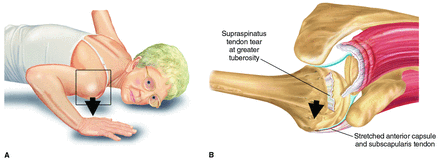 Supraspinatus
tendon tear
at greater
tuberosity
Stretched anterior capsule
and subscapularis tendon
A
B